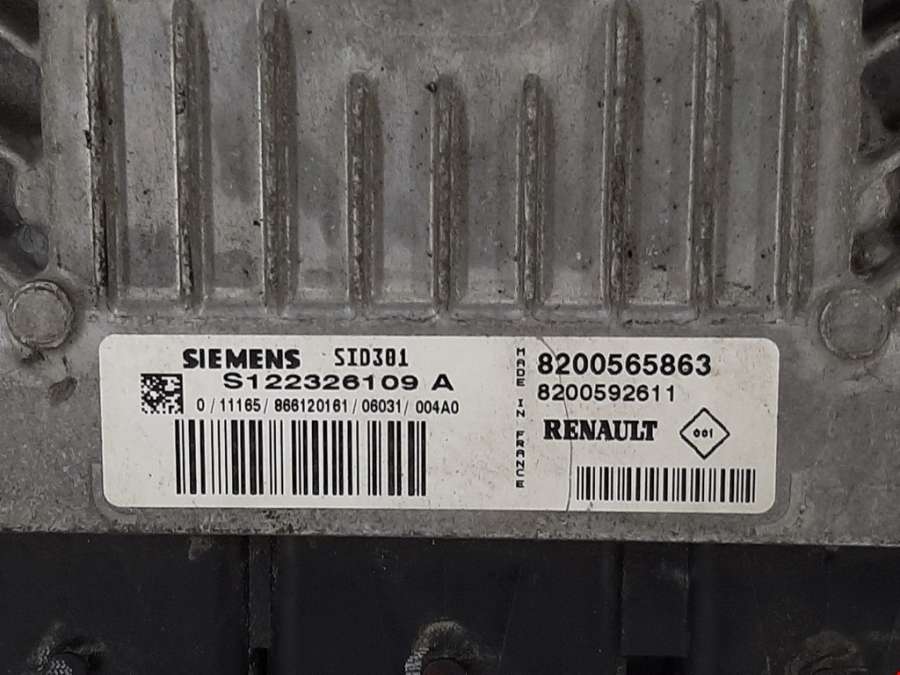 SIEMENS SID301
S122326109 A
0/11165/866120161/06031/004A0
MADE IN FRANCE
8200565863
8200592611
RENAULT 001